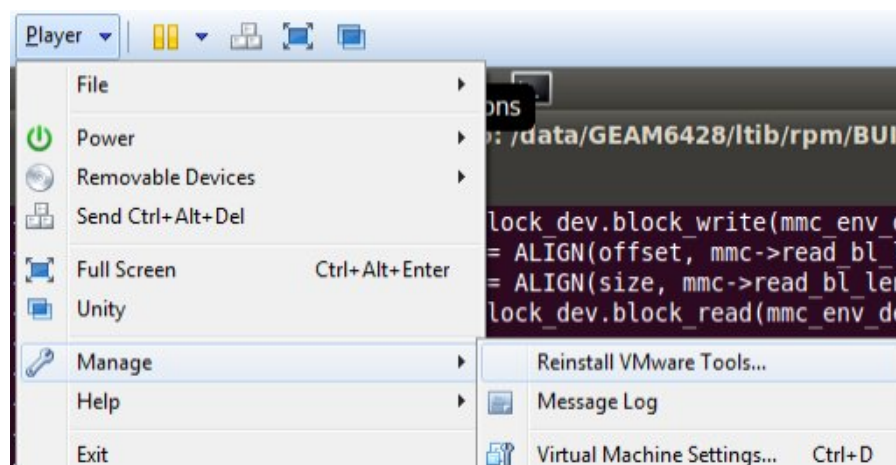 Player
File
ons
Power
: /data/GEAM6428/ltib/rpm/BUI
Removable Devices
Send Ctrl+Alt+Del
lock_dev.block_write(mmc_env_
= ALIGN(offset, mmc->read_bl_
Full Screen Ctrl+Alt+Enter
= ALIGN(size, mmc->read_bl_le
Unity
lock_dev.block_read(mmc_env_d
Manage
Reinstall VMware Tools...
Help
Message Log
Exit
Virtual Machine Settings... Ctrl+D